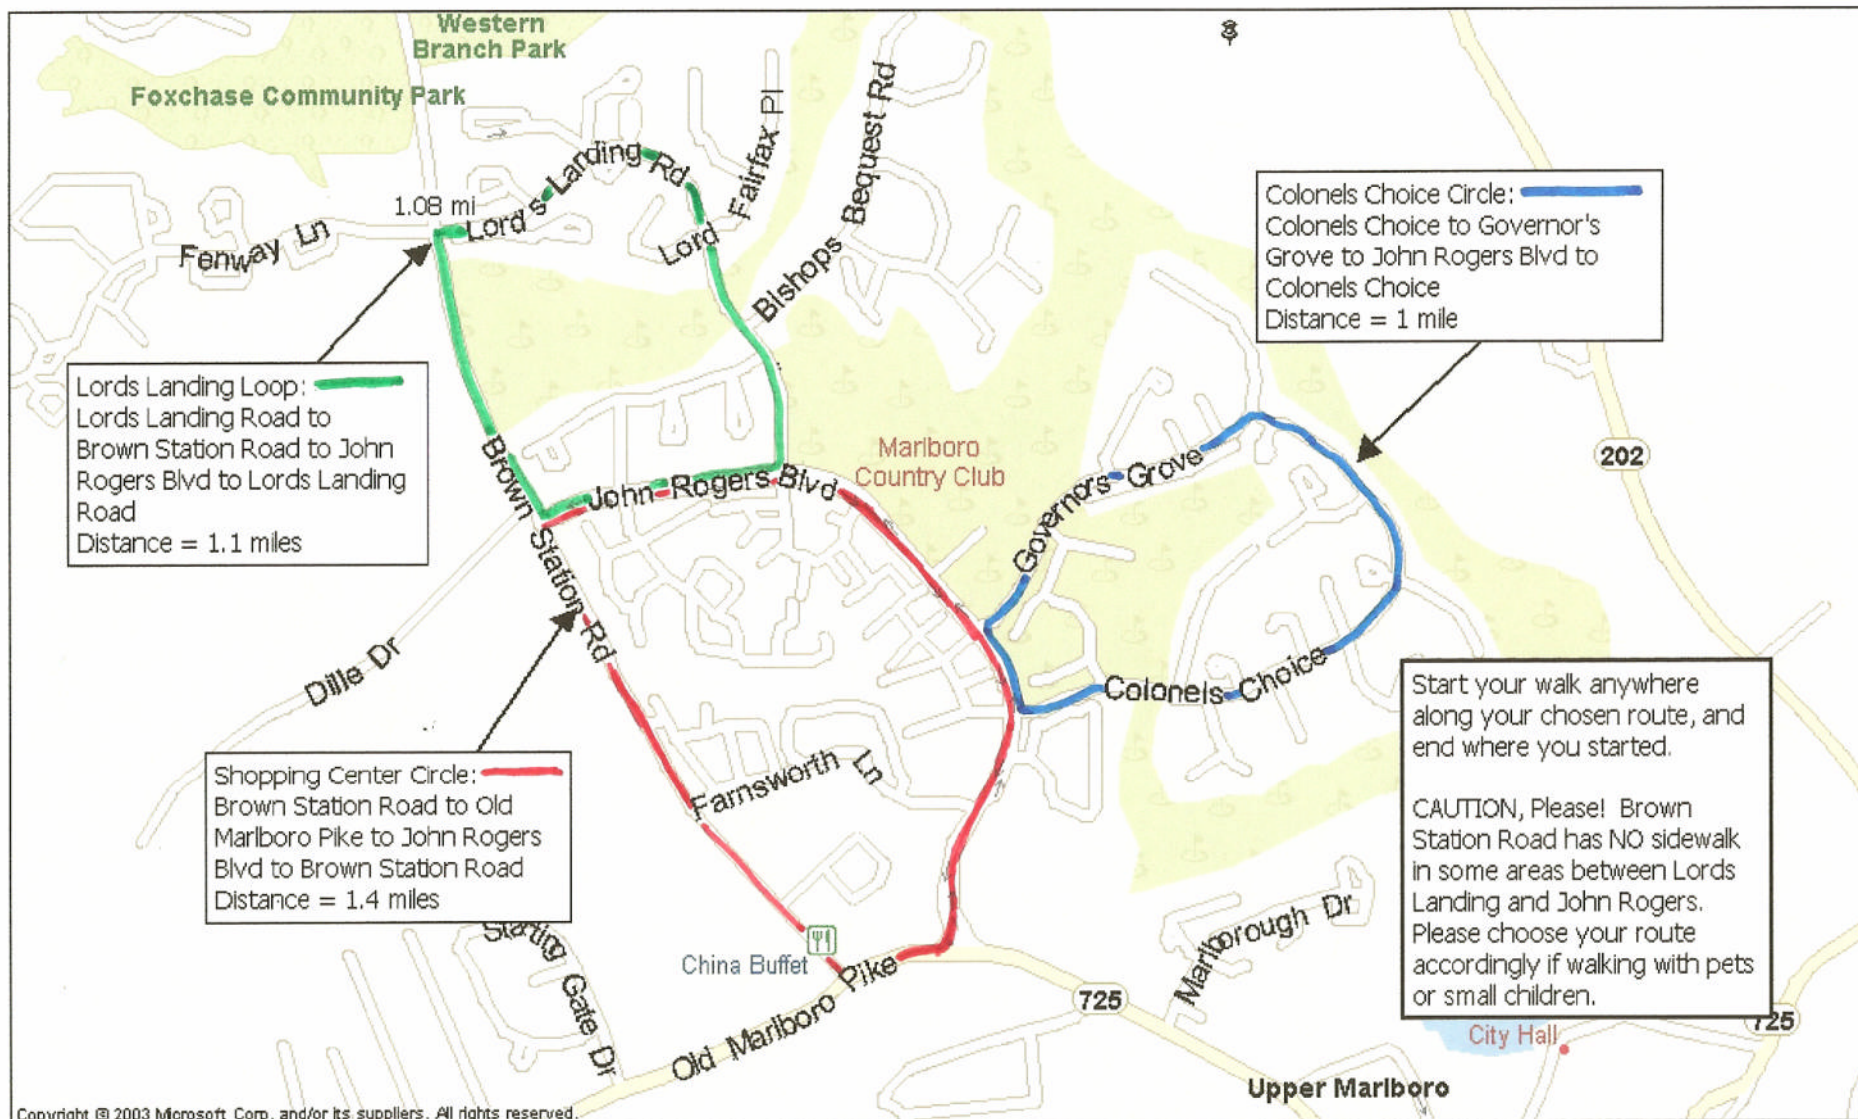 Western
Branch Park
Foxchase Community Park
Fairfax Pl
Bishops Bequest Rd
Lord's Landing Rd
1.08 mi
Lord
Fenway Ln
Colonels Choice Circle:
Colonels Choice to Governor's
Grove to John Rogers Blvd to
Colonels Choice
Distance = 1 mile
Lords Landing Loop:
Lords Landing Road to
Brown Station Road to John
Rogers Blvd to Lords Landing
Road
Distance = 1.1 miles
Marlboro
Country Club
202
Governors Grove
John Rogers Blvd
Brown Station Rd
Dille Dr
Colonels Choice
Start your walk anywhere
along your chosen route, and
end where you started.
CAUTION, Please! Brown
Station Road has NO sidewalk
in some areas between Lords
Landing and John Rogers.
Please choose your route
accordingly if walking with pets
or small children.
Shopping Center Circle:
Brown Station Road to Old
Marlboro Pike to John Rogers
Blvd to Brown Station Road
Distance = 1.4 miles
Farnsworth Ln
Starting Gate Dr
China Buffet
Old Marlboro Pike
725
Marlborough Dr
725
City Hall
Upper Marlboro
Copyright © 2003 Microsoft Corp. and/or its suppliers. All rights reserved.